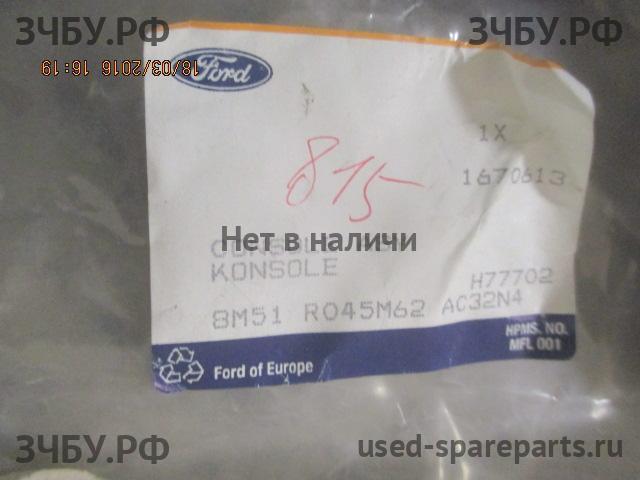 ЗЧБУ.РФ
ЗЧБУ.РФ
18/03/2016 16:19
Ford
1X
1670613
815
Нет в наличи
KONSOLE
H77702
8M51 R045M62 AC32N4
HPMS. NO.
MFL 001
Ford of Europe
ЗЧБУ.РФ
used-spareparts.ru